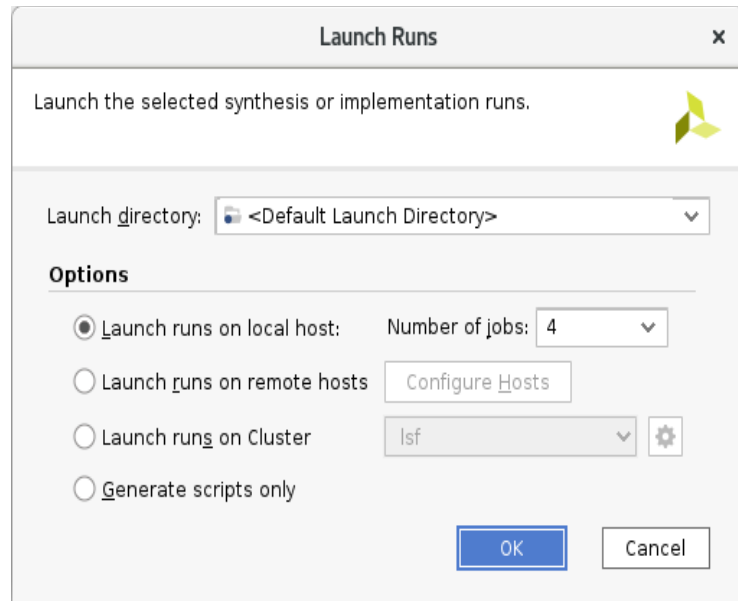 Launch Runs
Launch the selected synthesis or implementation runs.
Launch directory: <Default Launch Directory>
Options
Launch runs on local host: Number of jobs: 4
Launch runs on remote hosts Configure Hosts
Launch runs on Cluster lsf
Generate scripts only
OK Cancel